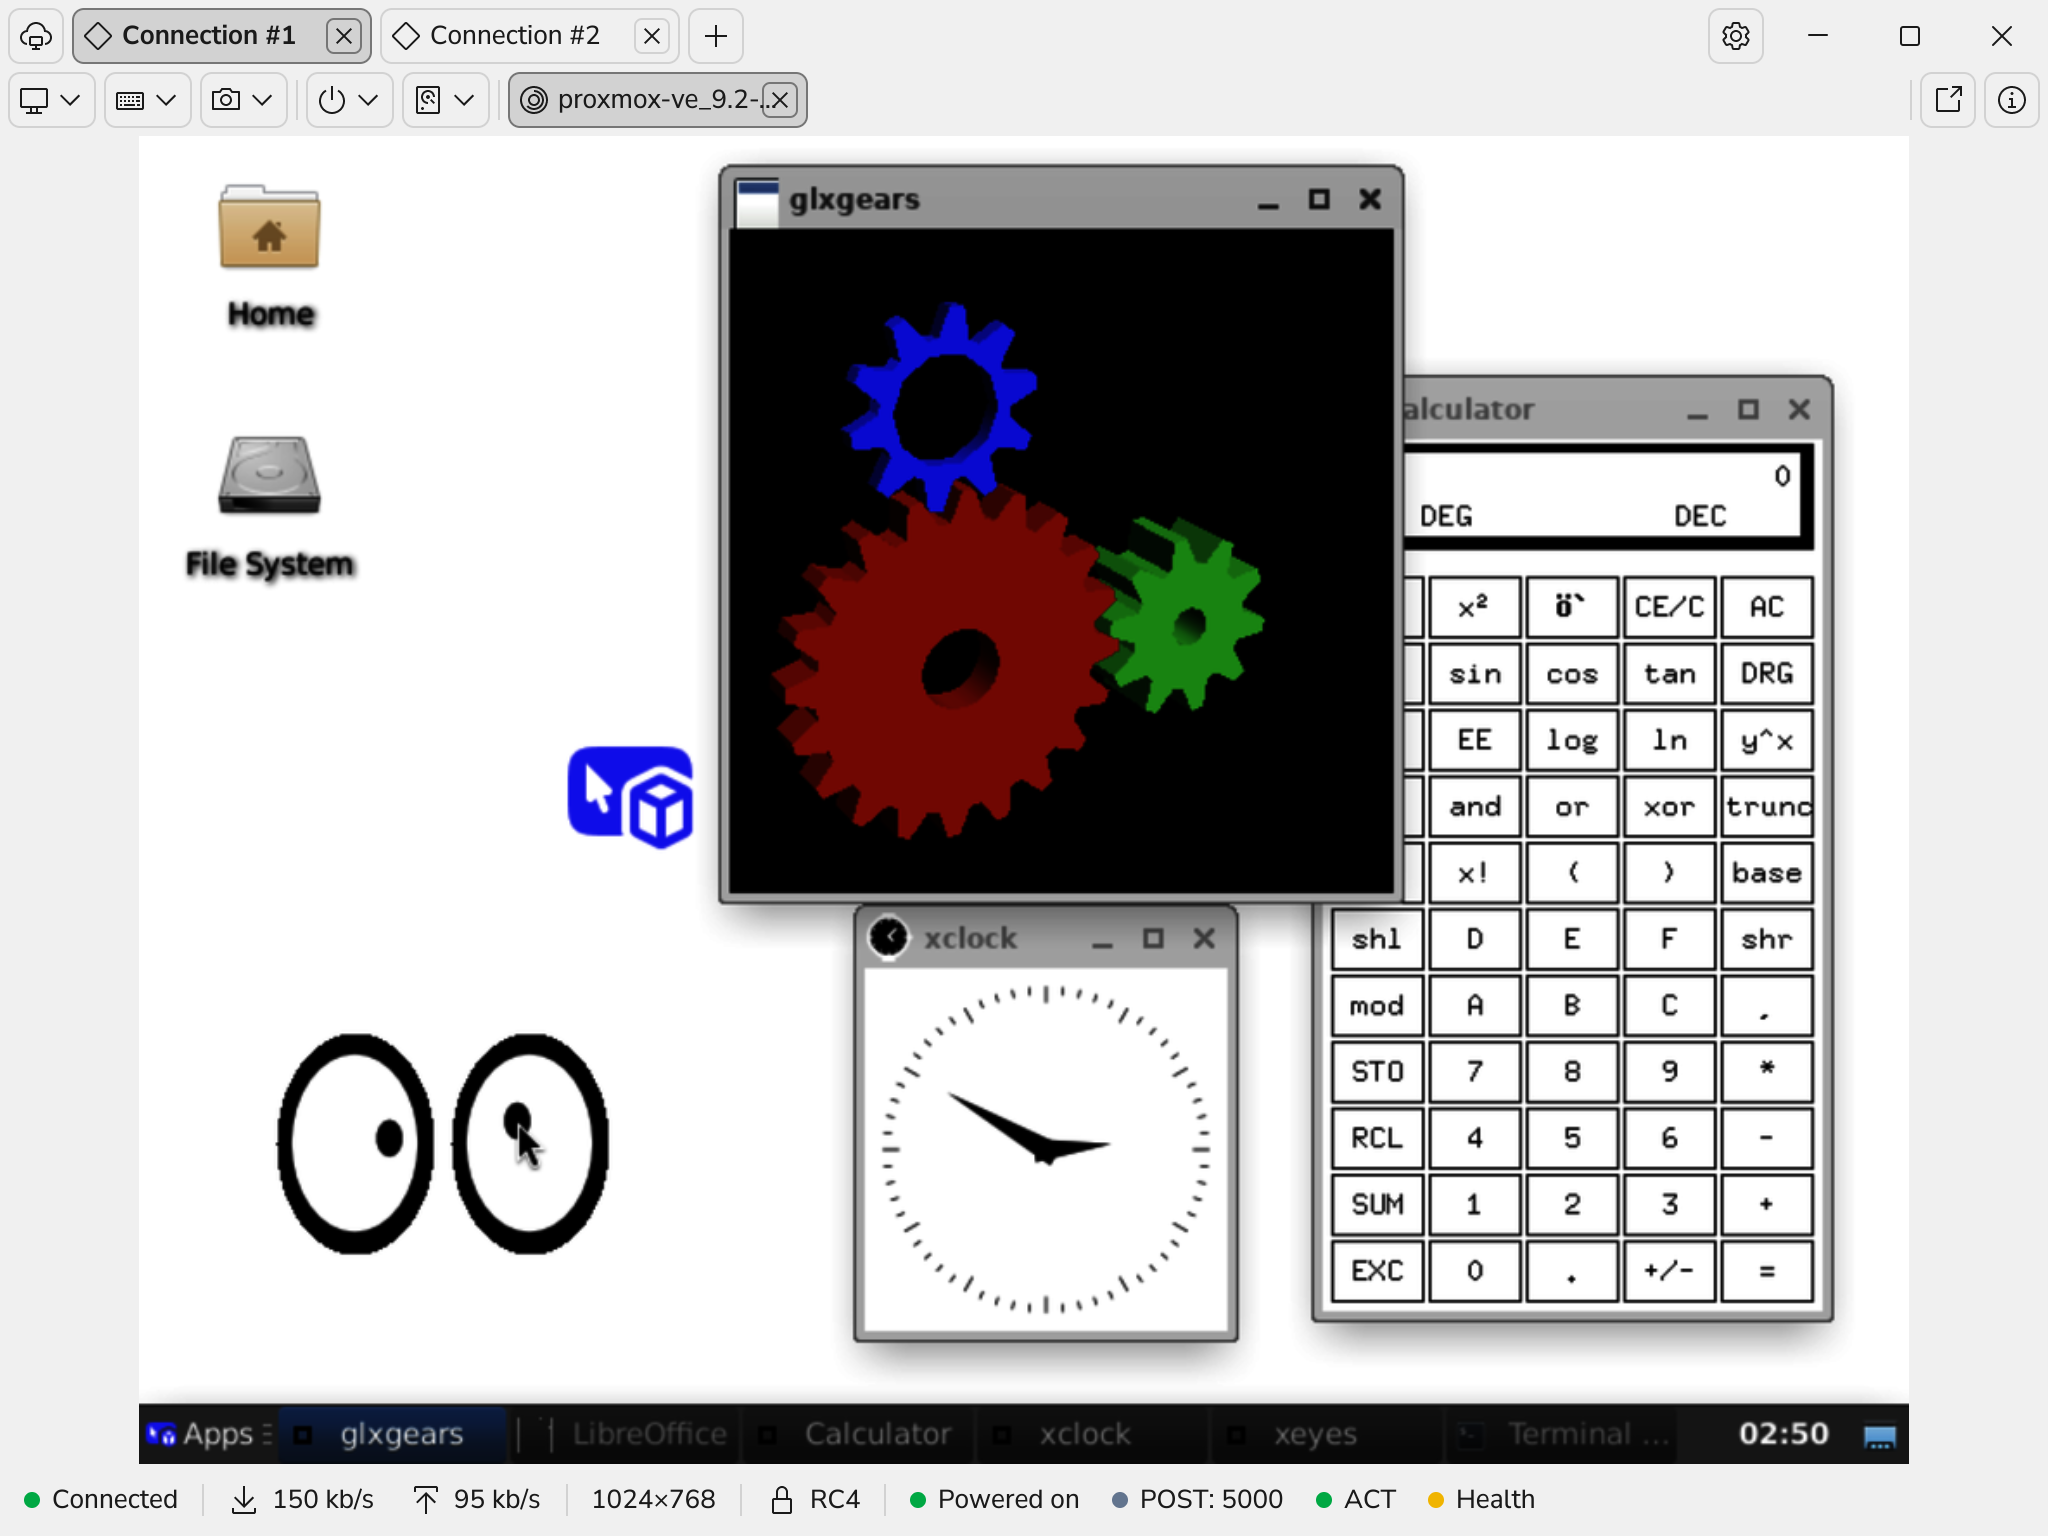 Connection #1
Connection #2
proxmox-ve_9.2-...
glxgears
Home
File System
alculator
0
DEG DEC
x² ö` CE/C AC
sin cos tan DRG
EE log ln y^x
and or xor trunc
x! ( ) base
shl D E F shr
mod A B C ,
STO 7 8 9 *
RCL 4 5 6 -
SUM 1 2 3 +
EXC 0 . +/- =
xclock
Apps glxgears LibreOffice Calculator xclock xeyes Terminal ... 02:50
Connected 150 kb/s 95 kb/s 1024×768 RC4 Powered on POST: 5000 ACT Health